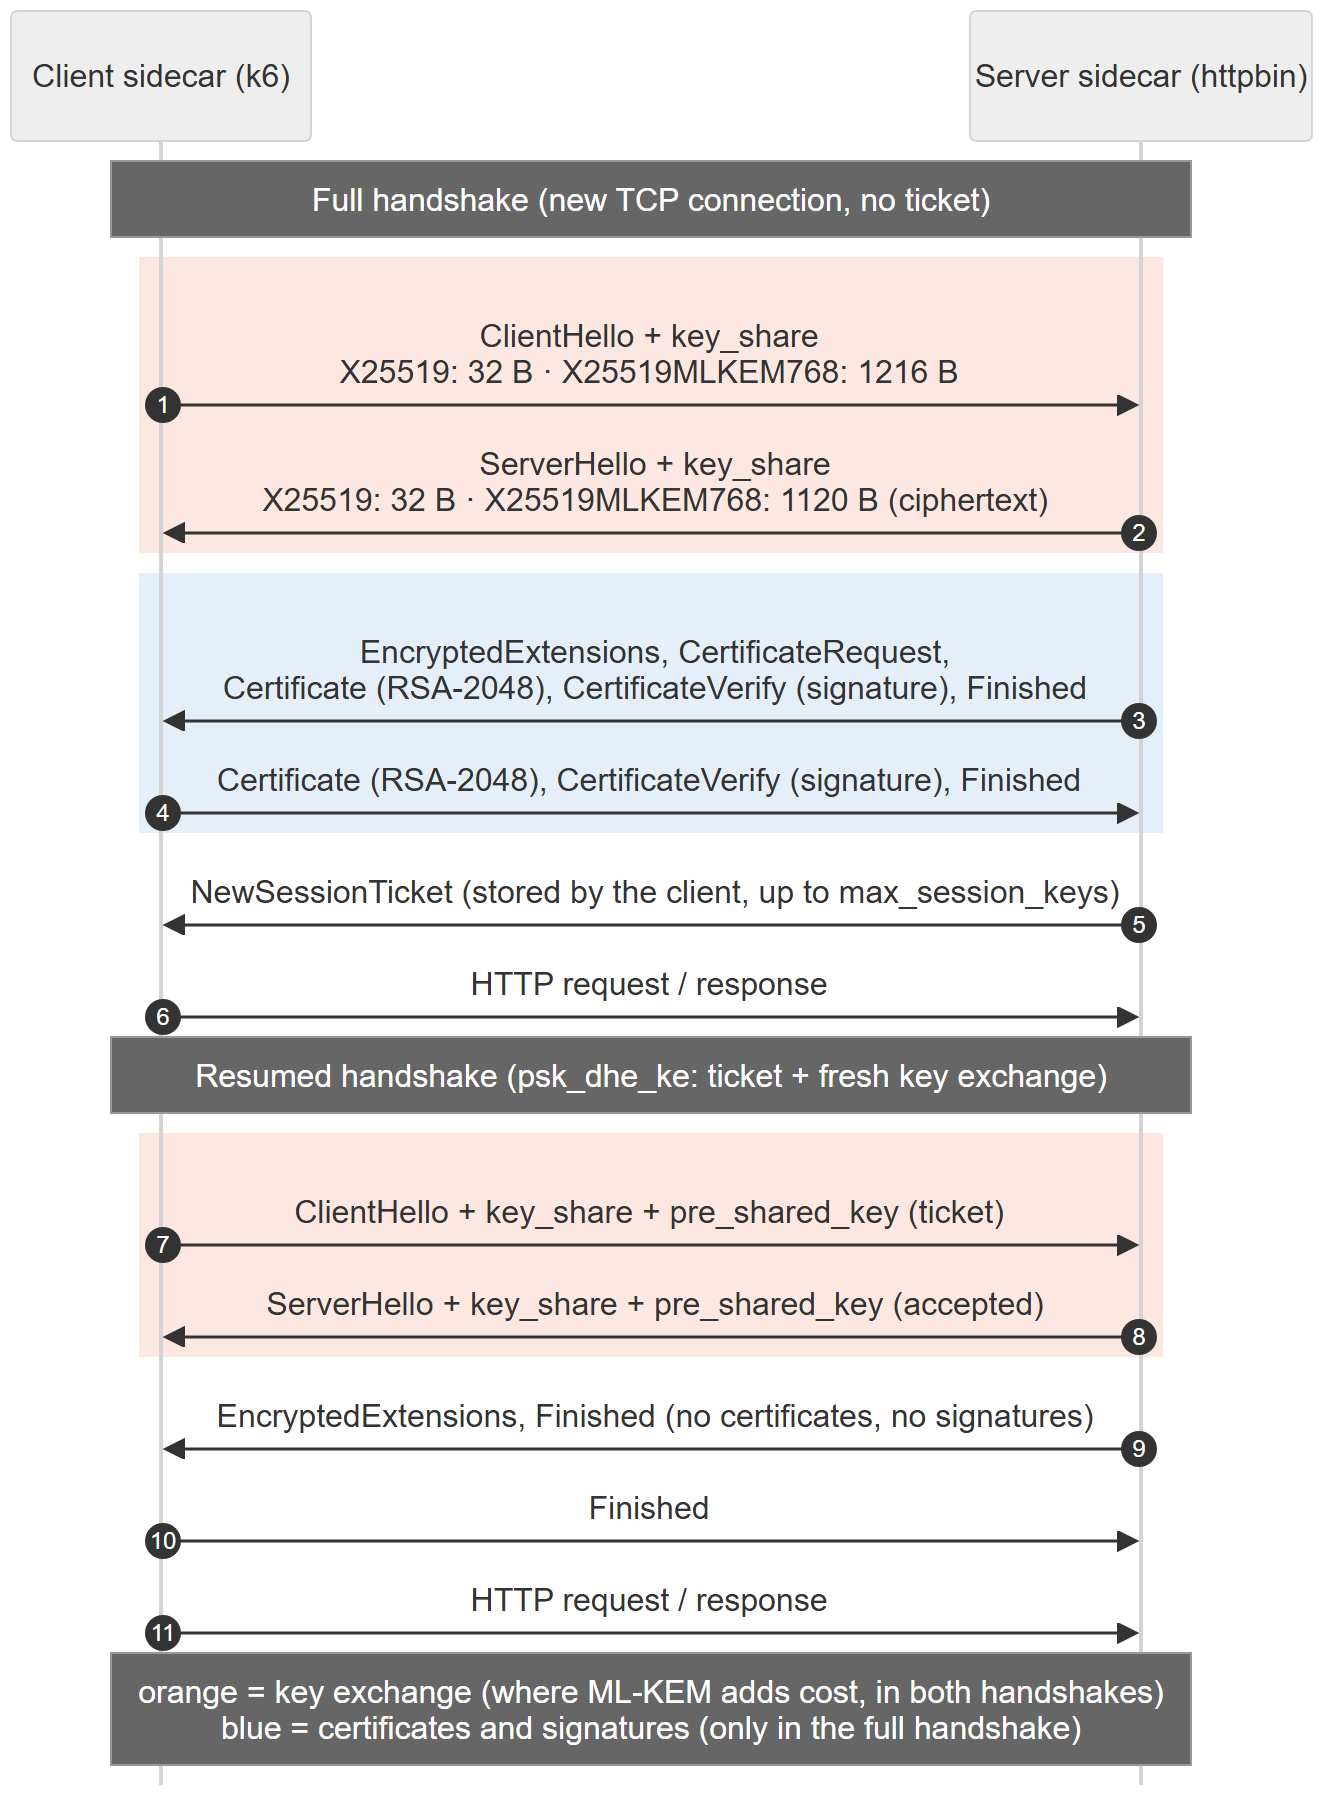 Client sidecar (k6)
Server sidecar (httpbin)
Full handshake (new TCP connection, no ticket)
ClientHello + key_share
X25519: 32 B · X25519MLKEM768: 1216 B
1
ServerHello + key_share
X25519: 32 B · X25519MLKEM768: 1120 B (ciphertext)
2
EncryptedExtensions, CertificateRequest,
Certificate (RSA-2048), CertificateVerify (signature), Finished
3
Certificate (RSA-2048), CertificateVerify (signature), Finished
4
NewSessionTicket (stored by the client, up to max_session_keys)
5
HTTP request / response
6
Resumed handshake (psk_dhe_ke: ticket + fresh key exchange)
ClientHello + key_share + pre_shared_key (ticket)
7
ServerHello + key_share + pre_shared_key (accepted)
8
EncryptedExtensions, Finished (no certificates, no signatures)
9
Finished
10
HTTP request / response
11
orange = key exchange (where ML-KEM adds cost, in both handshakes)
blue = certificates and signatures (only in the full handshake)